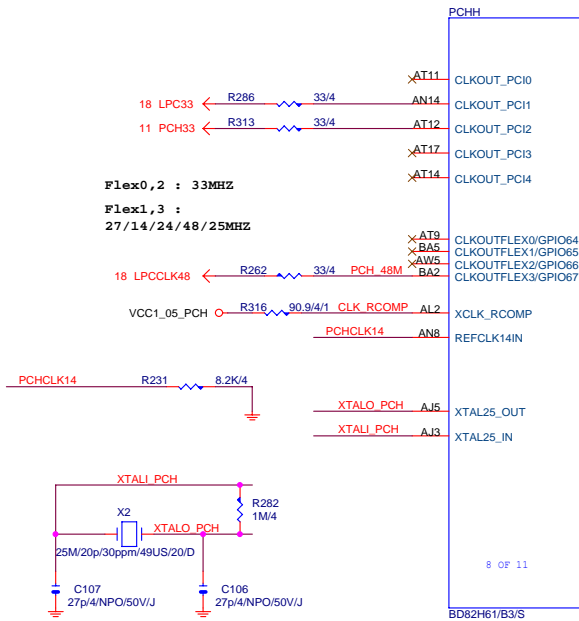 PCHH
AT11 CLKOUT_PCI0
18 LPC33 R286 33/4 AN14 CLKOUT_PCI1
11 PCH33 R313 33/4 AT12 CLKOUT_PCI2
AT17 CLKOUT_PCI3
AT14 CLKOUT_PCI4
Flex0,2 : 33MHZ
Flex1,3 :
27/14/24/48/25MHZ
AT9 CLKOUTFLEX0/GPIO64
BA5 CLKOUTFLEX1/GPIO65
AW5 CLKOUTFLEX2/GPIO66
18 LPCCLK48 R262 33/4 PCH_48M BA2 CLKOUTFLEX3/GPIO67
VCC1_05_PCH R316 90.9/4/1 CLK_RCOMP AL2 XCLK_RCOMP
PCHCLK14 AN8 REFCLK14IN
PCHCLK14 R231 8.2K/4
XTALO_PCH AJ5 XTAL25_OUT
XTALI_PCH AJ3 XTAL25_IN
XTALI_PCH
R282
1M/4
X2
XTALO_PCH
25M/20p/30ppm/49US/20/D
8 OF 11
C107
27p/4/NPO/50V/J
C106
27p/4/NPO/50V/J
BD82H61/B3/S